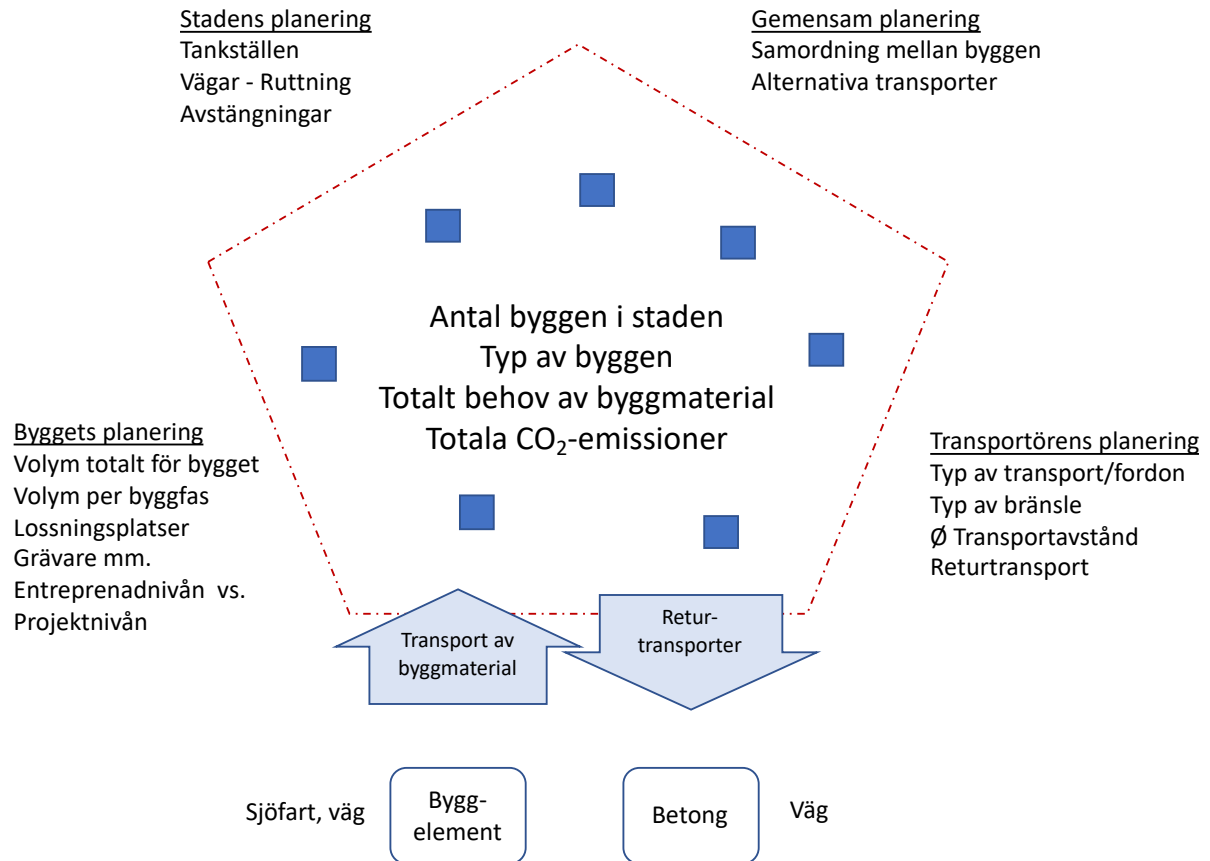 Stadens planering
Tankställen
Vägar - Ruttning
Avstängningar
Gemensam planering
Samordning mellan byggen
Alternativa transporter
Antal byggen i staden
Typ av byggen
Totalt behov av byggmaterial
Totala CO₂-emissioner
Byggets planering
Volym totalt för bygget
Volym per byggfas
Lossningsplatser
Grävare mm.
Entreprenadnivån vs.
Projektnivån
Transportörens planering
Typ av transport/fordon
Typ av bränsle
Ø Transportavstånd
Returtransport
Transport av
byggmaterial
Retur-
transporter
Sjöfart, väg
Bygg-
element
Betong
Väg